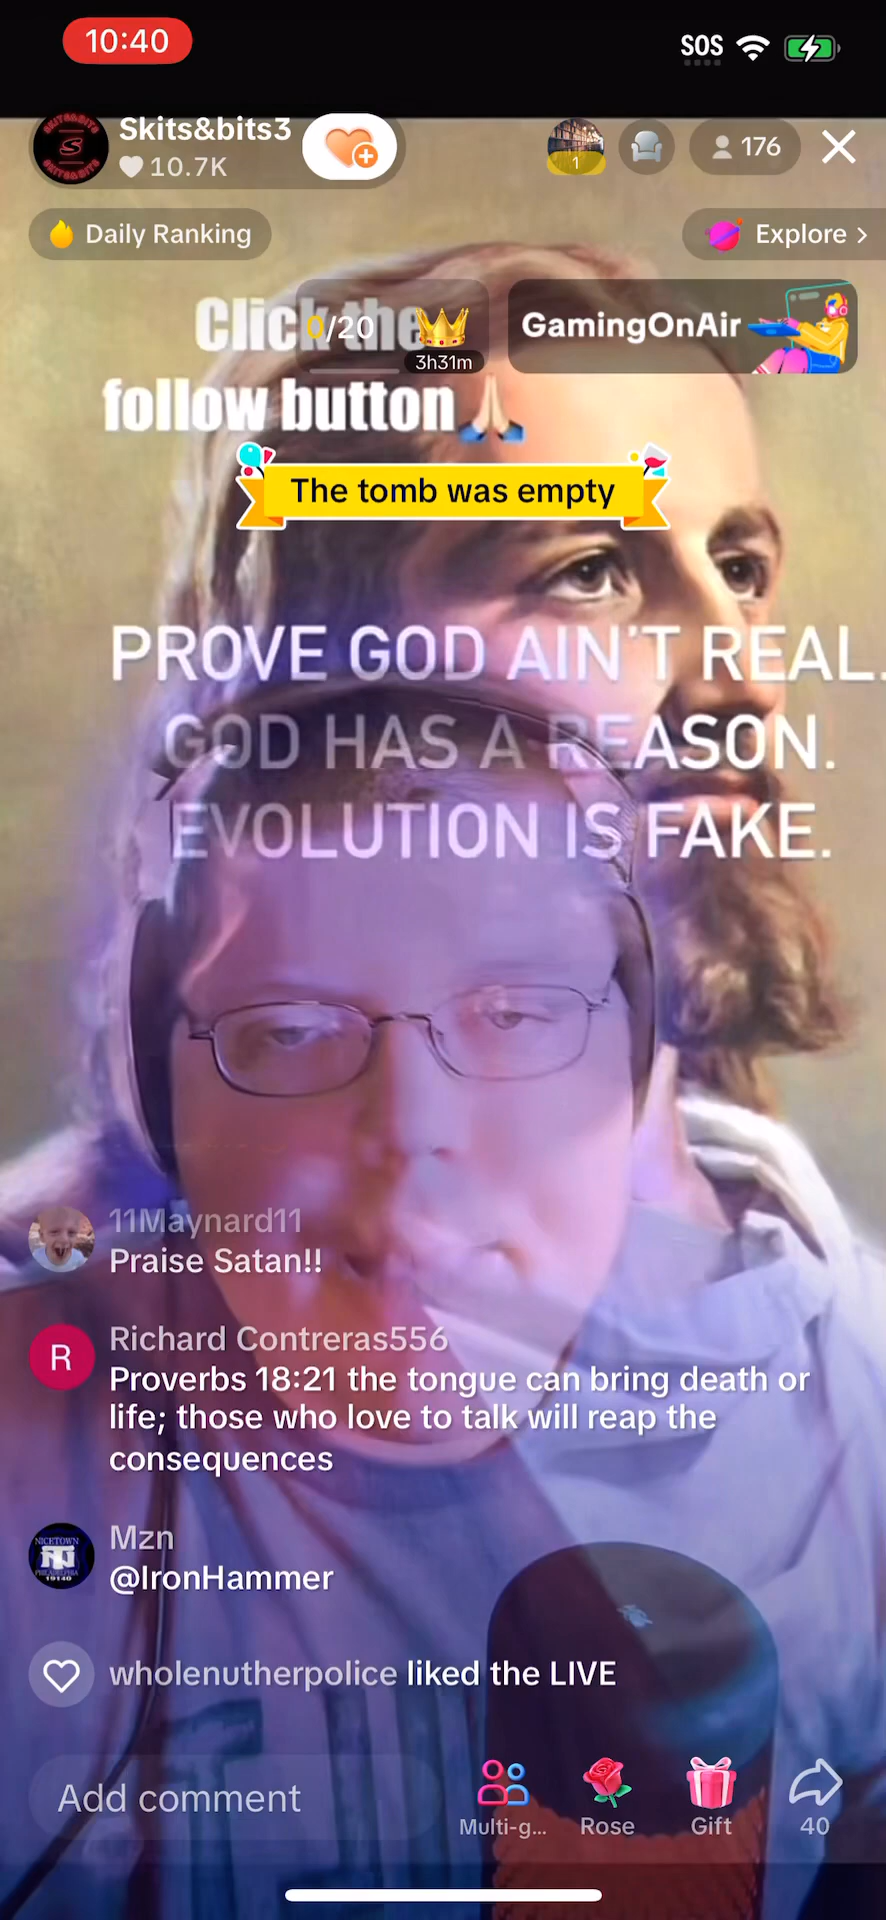 10:40
SOS
Skits&bits3
10.7K
1
176
Daily Ranking
Explore >
Click the
0/20
3h31m
GamingOnAir
follow button🙏🏻
The tomb was empty
PROVE GOD AIN'T REAL.
GOD HAS A REASON.
EVOLUTION IS FAKE.
11Maynard11
Praise Satan!!
R
Richard Contreras556
Proverbs 18:21 the tongue can bring death or
life; those who love to talk will reap the
consequences
NICETOWN
PHILADELPHIA
19140
Mzn
@IronHammer
wholenutherpolice liked the LIVE
Add comment
Multi-g...
Rose
Gift
40